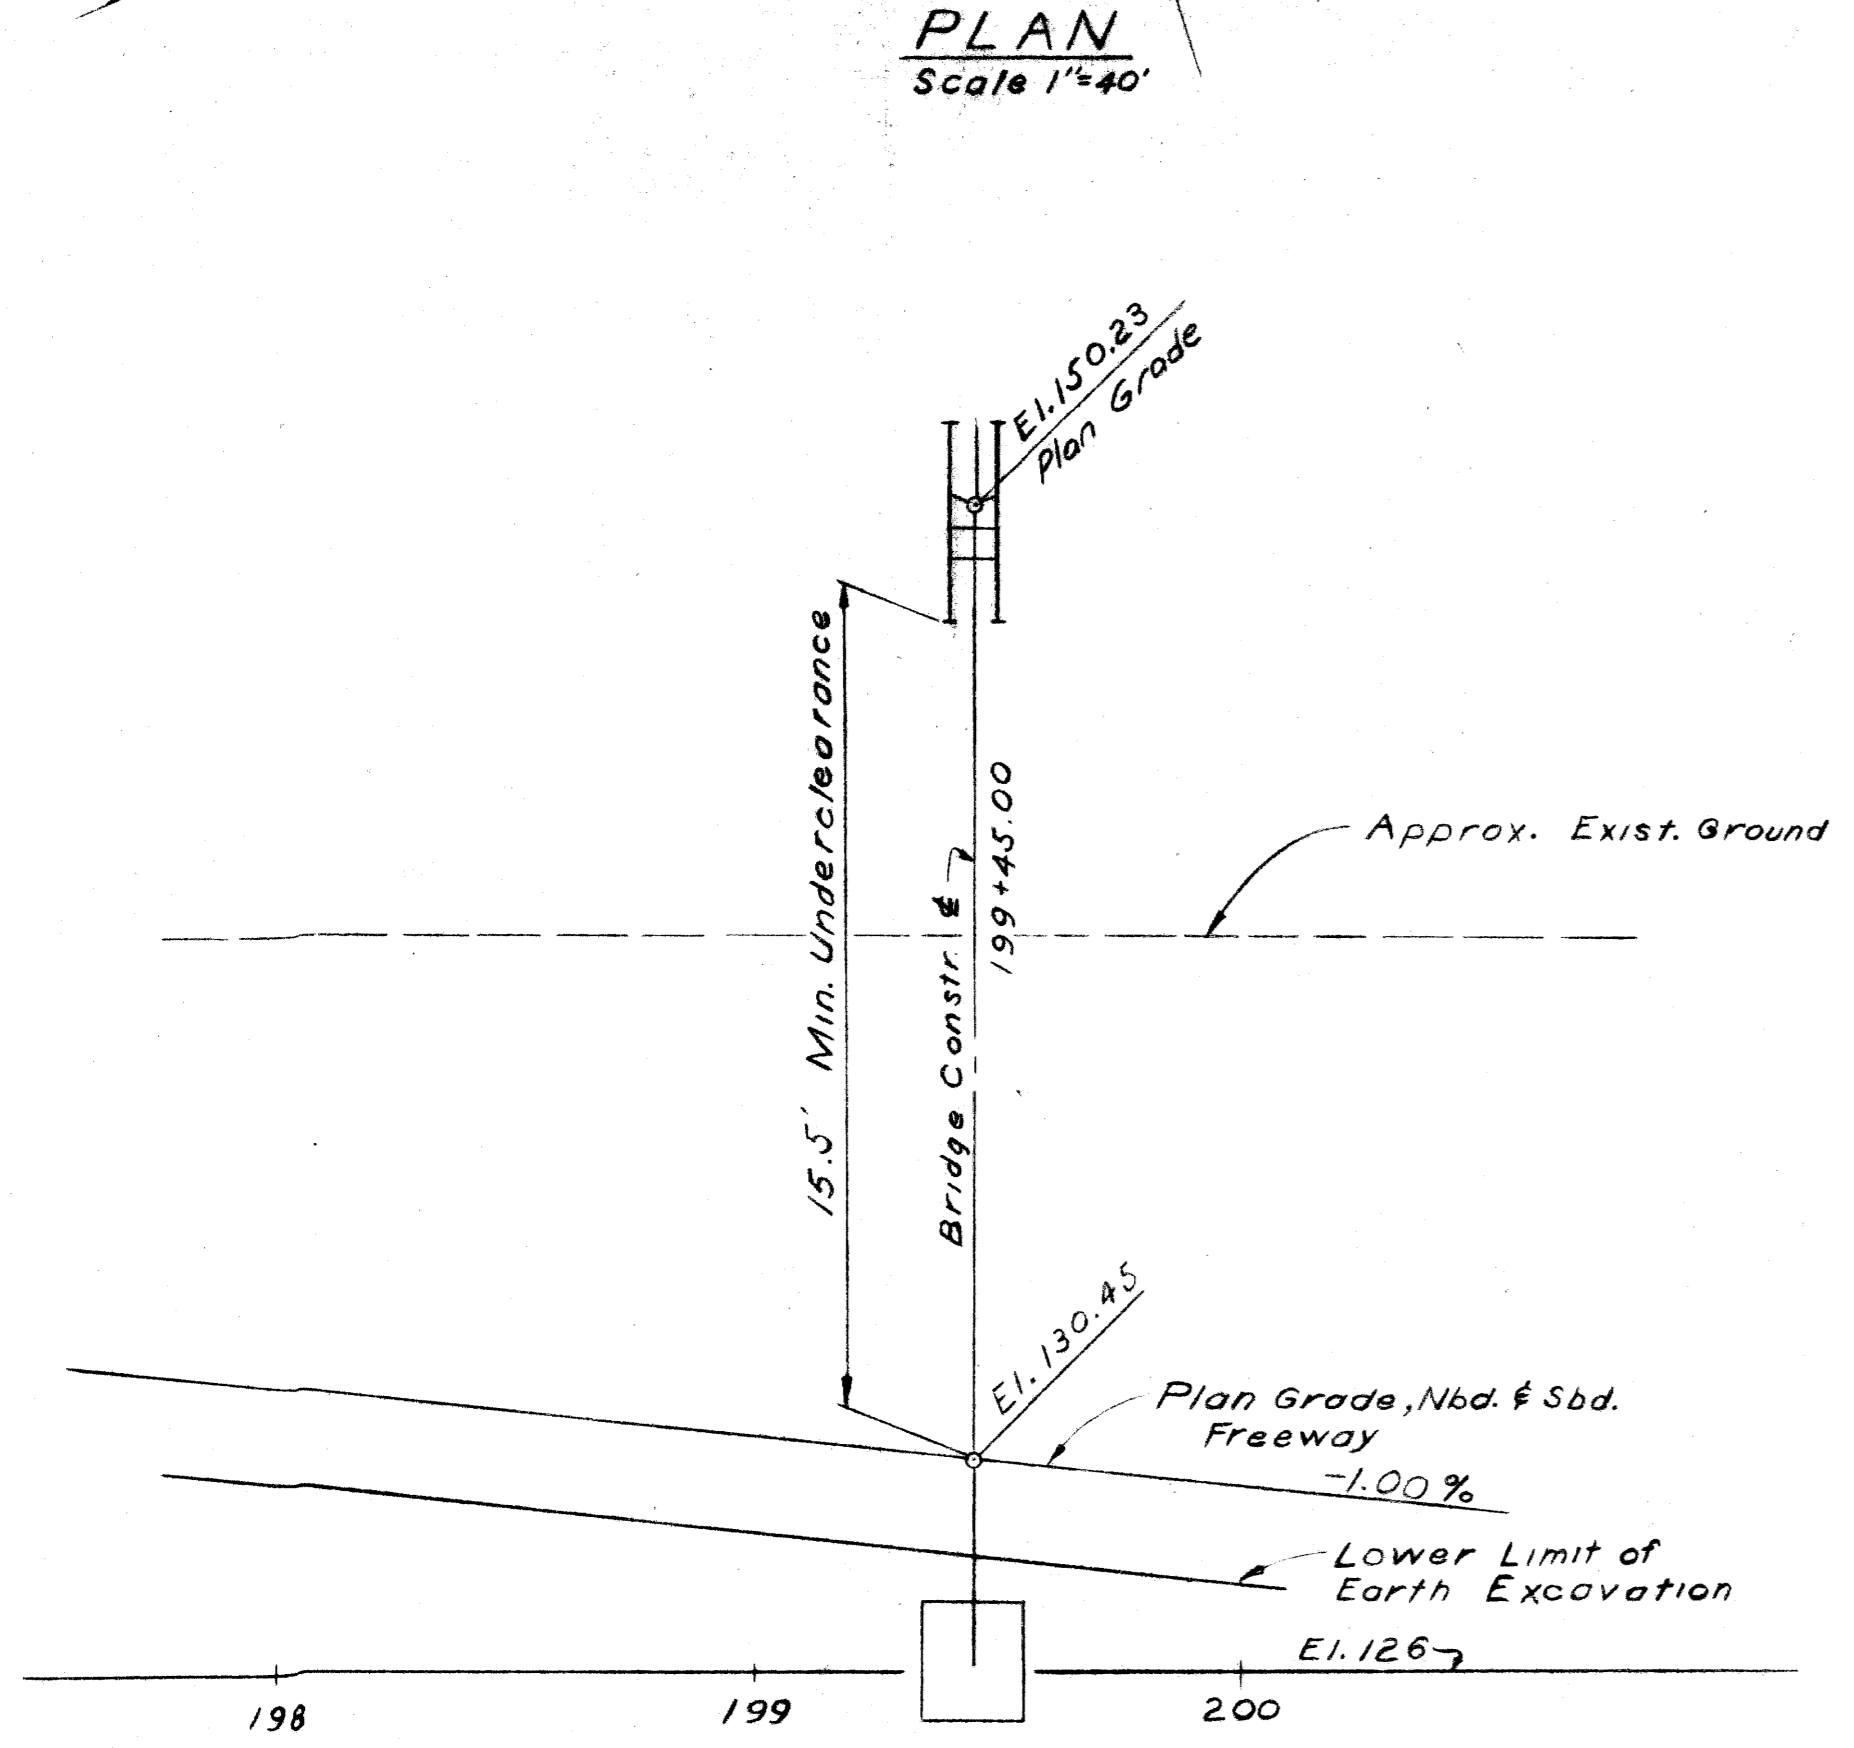 PLAN
Scale 1"=40'
El. 150.23
Plan Grade
15.5' Min. Underclearance
Bridge Constr. ℄
199+45.00
Approx. Exist. Ground
El. 130.45
Plan Grade, Nbd. & Sbd.
Freeway
-1.00%
Lower Limit of
Earth Excavation
El. 126
198
199
200